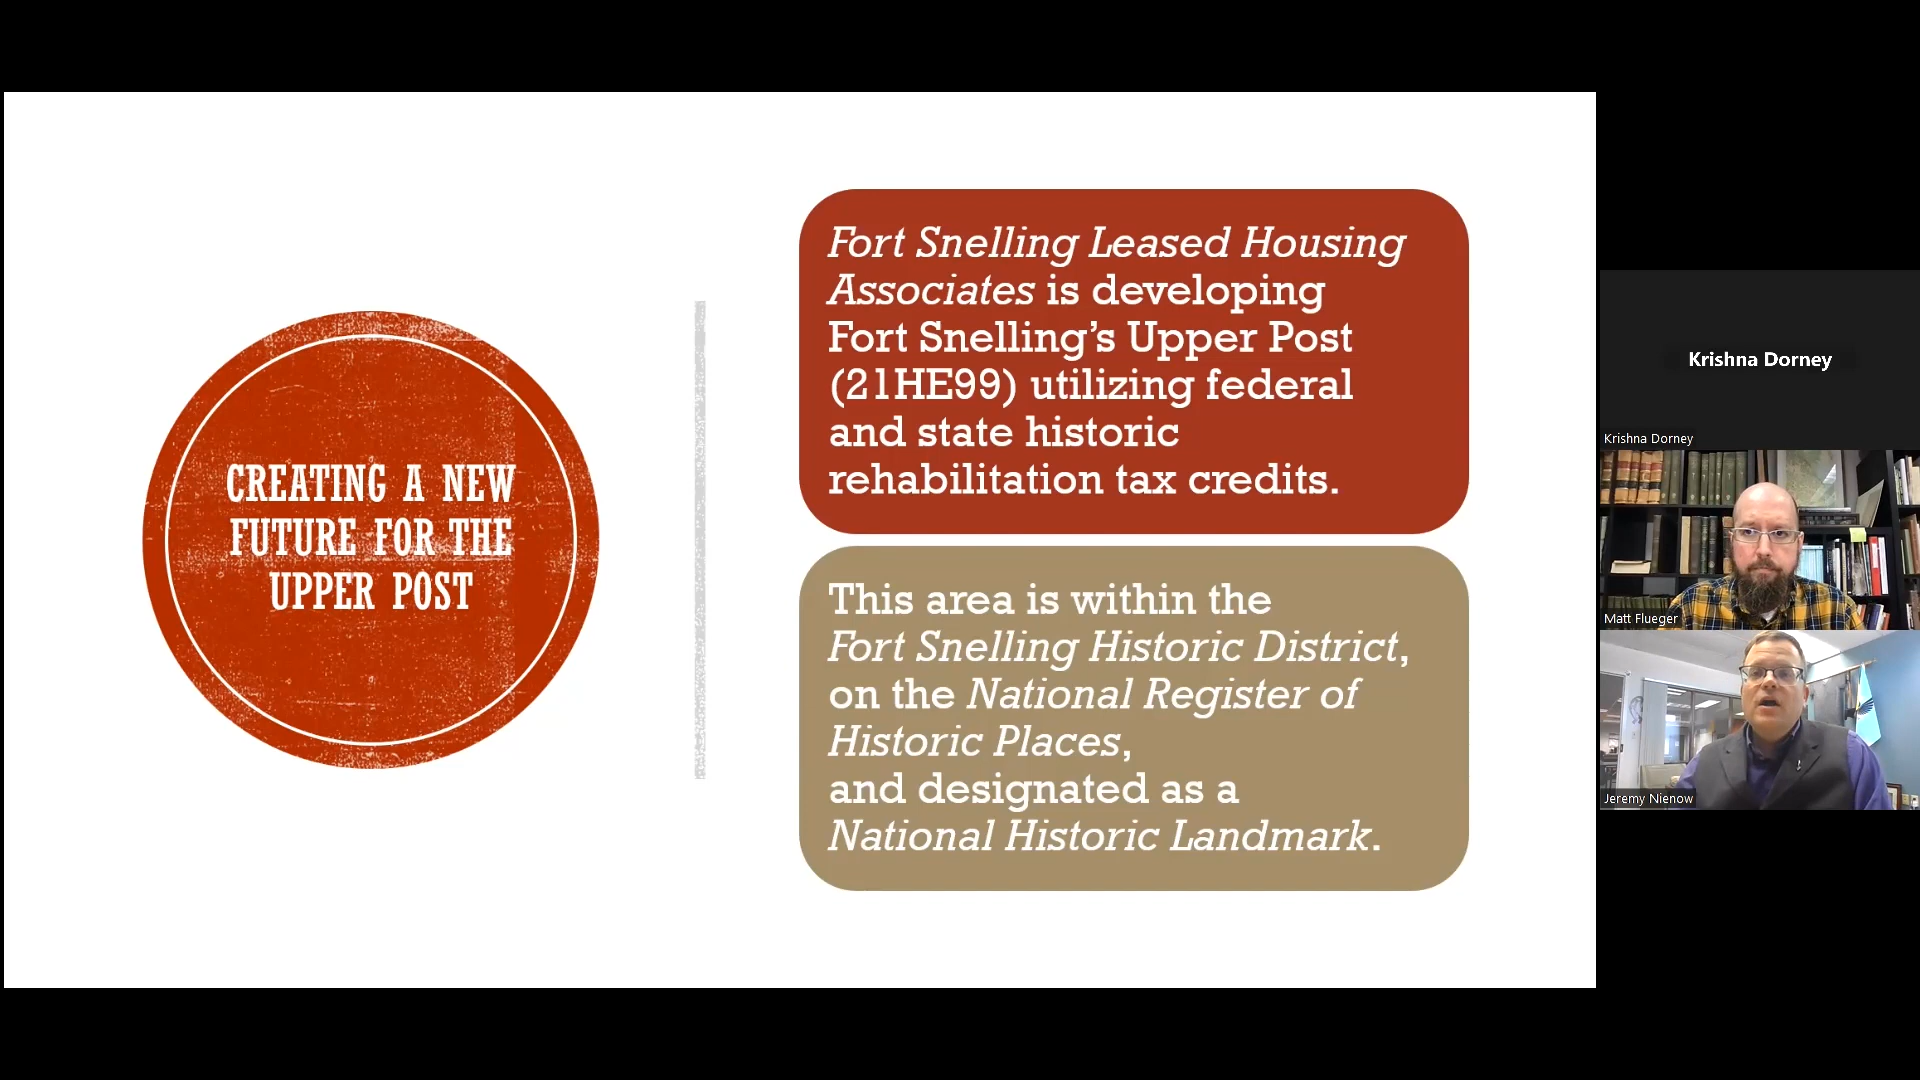 CREATING A NEW
FUTURE FOR THE
UPPER POST
Fort Snelling Leased Housing
Associates is developing
Fort Snelling’s Upper Post
(21HE99) utilizing federal
and state historic
rehabilitation tax credits.
This area is within the
Fort Snelling Historic District,
on the National Register of
Historic Places,
and designated as a
National Historic Landmark.
Krishna Dorney
Krishna Dorney
Matt Flueger
Jeremy Nienow